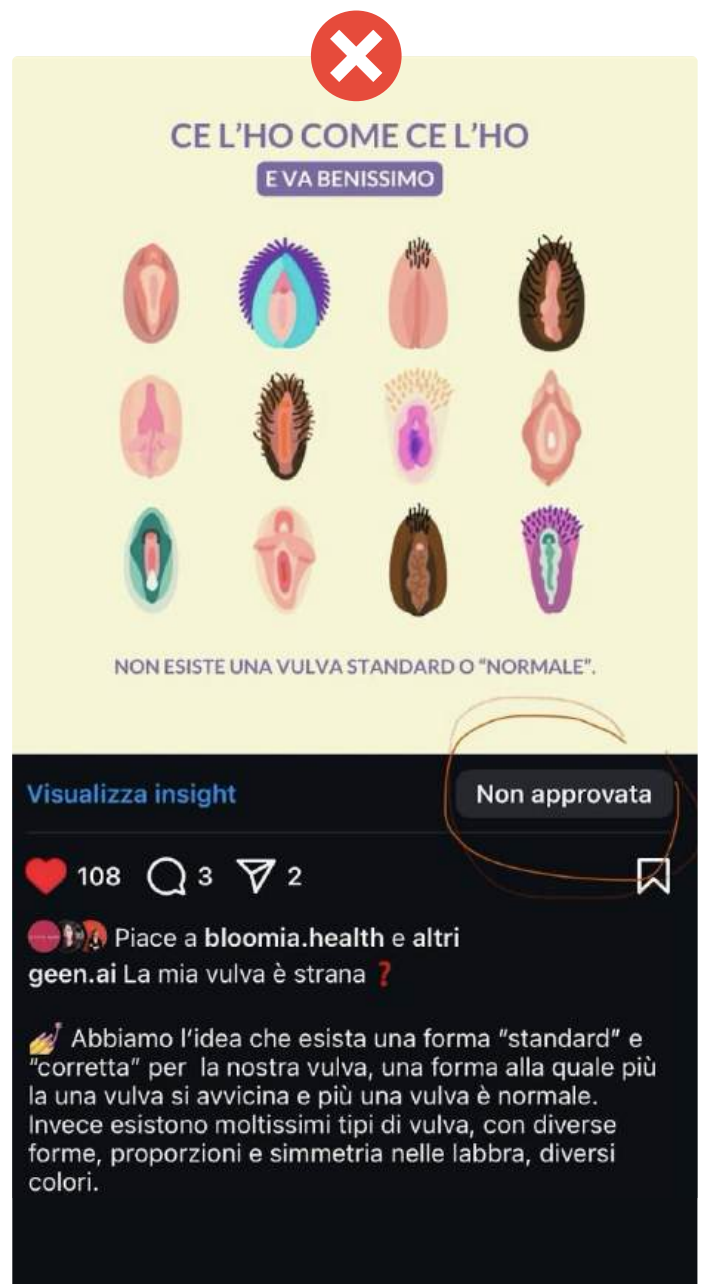 CE L'HO COME CE L'HO
E VA BENISSIMO
NON ESISTE UNA VULVA STANDARD O “NORMALE”.
Visualizza insight
Non approvata
108 3 2
Piace a bloomia.health e altri
geen.ai La mia vulva è strana ❓
💅 Abbiamo l'idea che esista una forma “standard” e
“corretta” per la nostra vulva, una forma alla quale più
la una vulva si avvicina e più una vulva è normale.
Invece esistono moltissimi tipi di vulva, con diverse
forme, proporzioni e simmetria nelle labbra, diversi
colori.